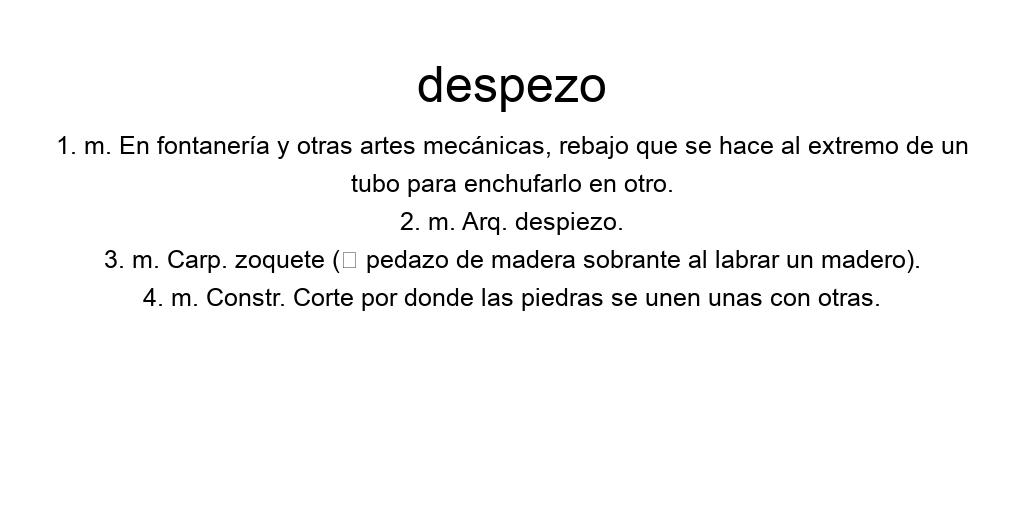 despezo
1. m. En fontanería y otras artes mecánicas, rebajo que se hace al extremo de un
tubo para enchufarlo en otro.
2. m. Arq. despiezo.
3. m. Carp. zoquete (□ pedazo de madera sobrante al labrar un madero).
4. m. Constr. Corte por donde las piedras se unen unas con otras.